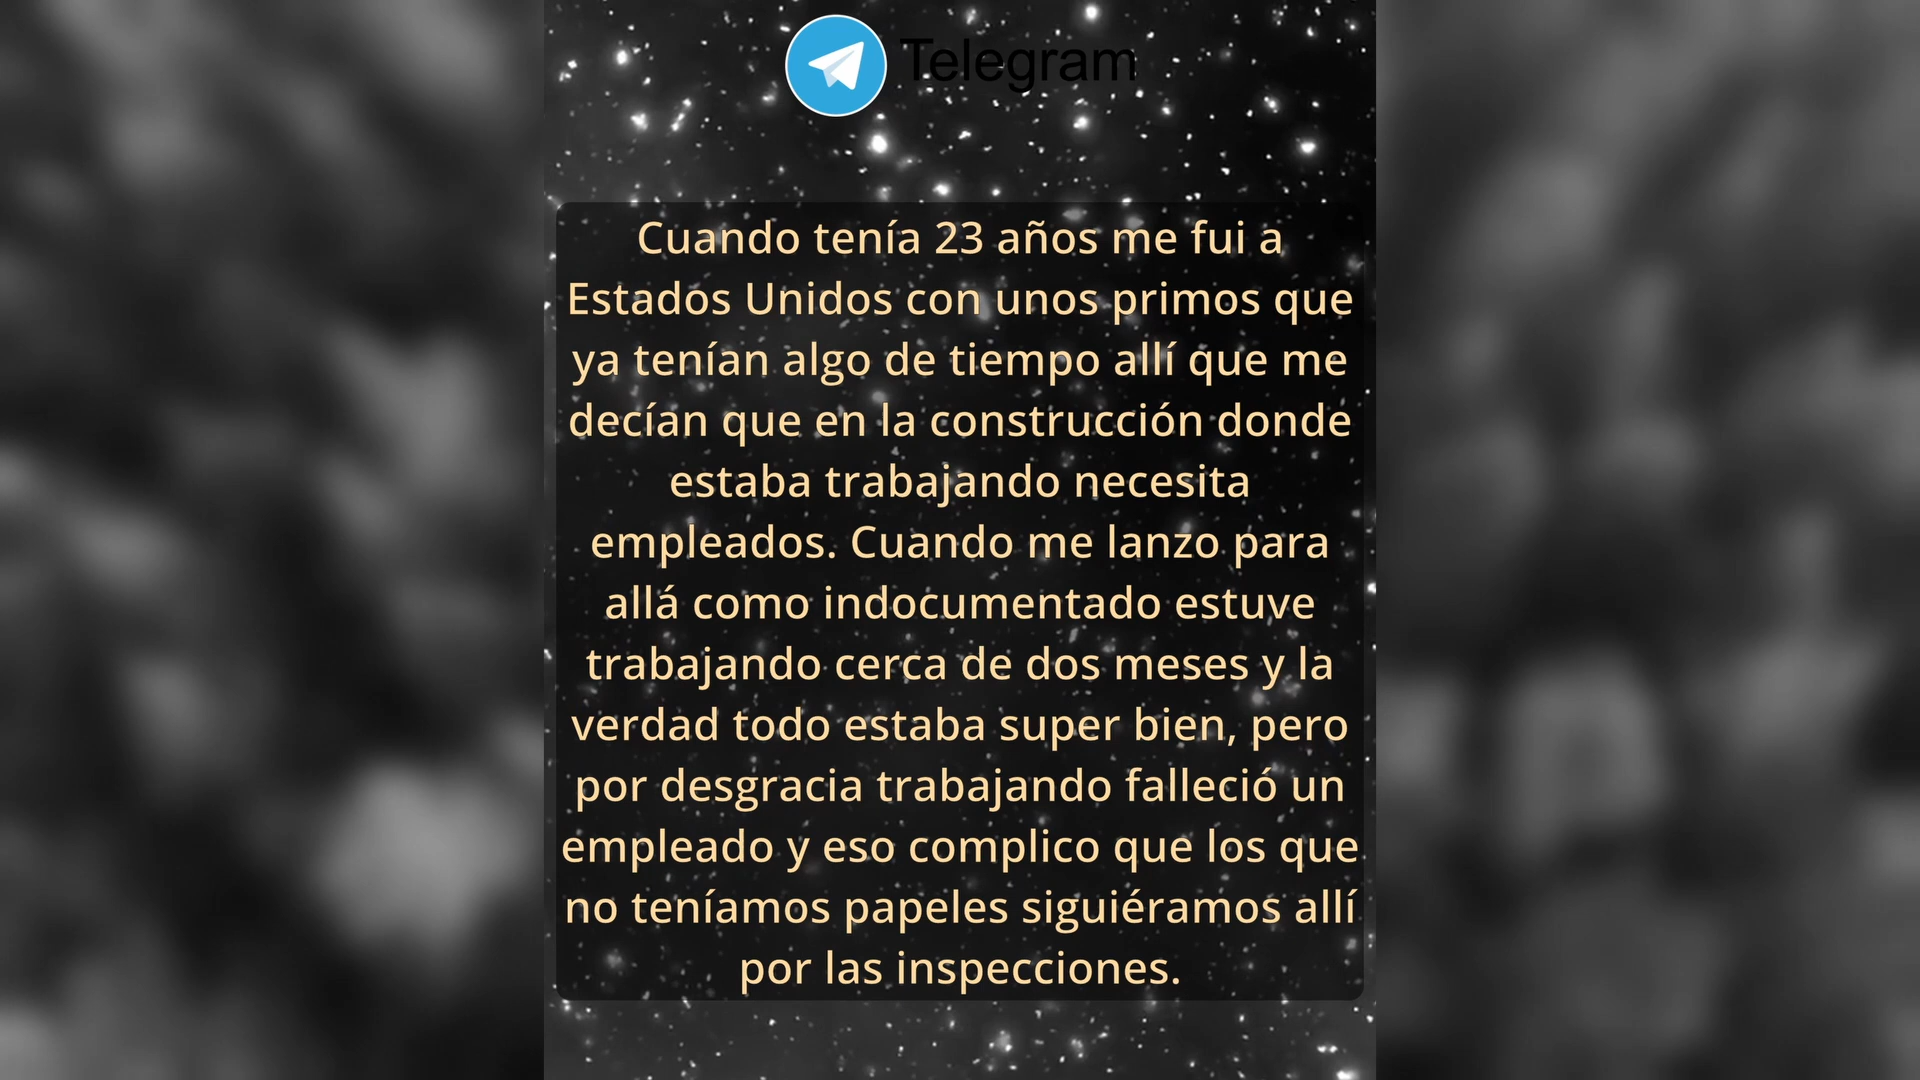 Telegram
Cuando tenía 23 años me fui a
Estados Unidos con unos primos que
ya tenían algo de tiempo allí que me
decían que en la construcción donde
estaba trabajando necesita
empleados. Cuando me lanzo para
allá como indocumentado estuve
trabajando cerca de dos meses y la
verdad todo estaba super bien, pero
por desgracia trabajando falleció un
empleado y eso complico que los que
no teníamos papeles siguiéramos allí
por las inspecciones.